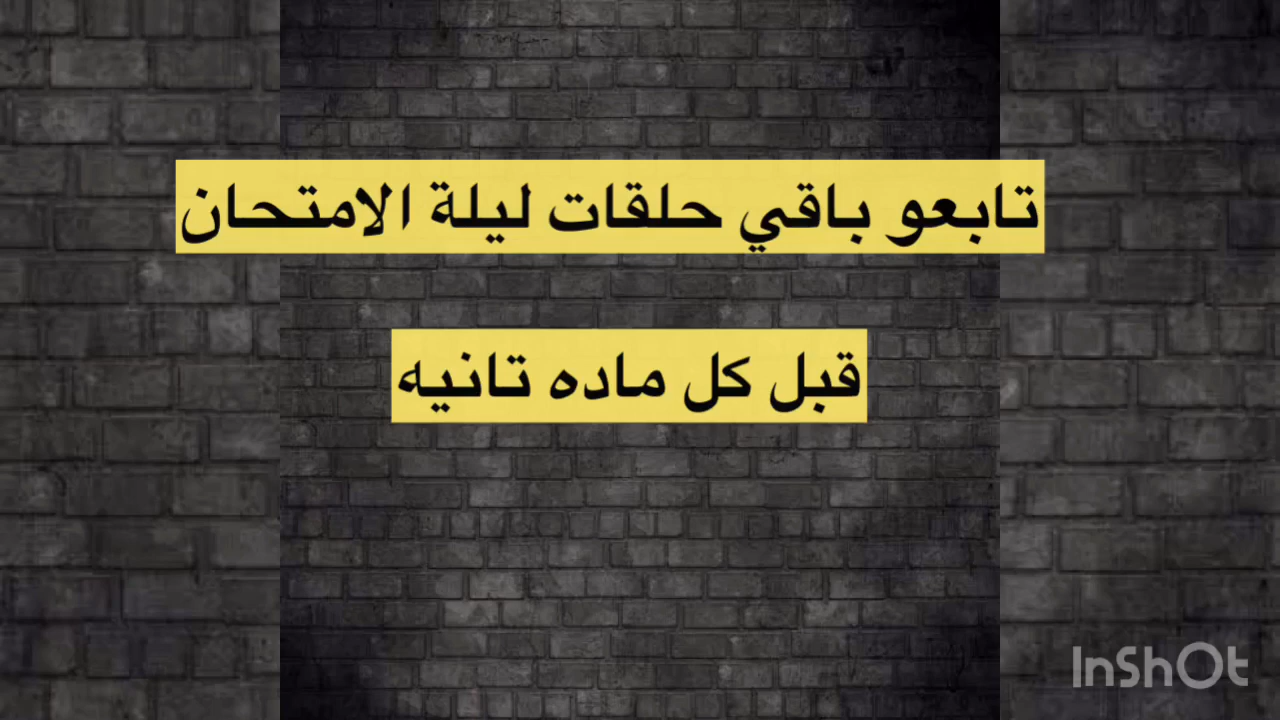 تابعو باقي حلقات ليلة الامتحان
قبل كل ماده تانيه
InShOt